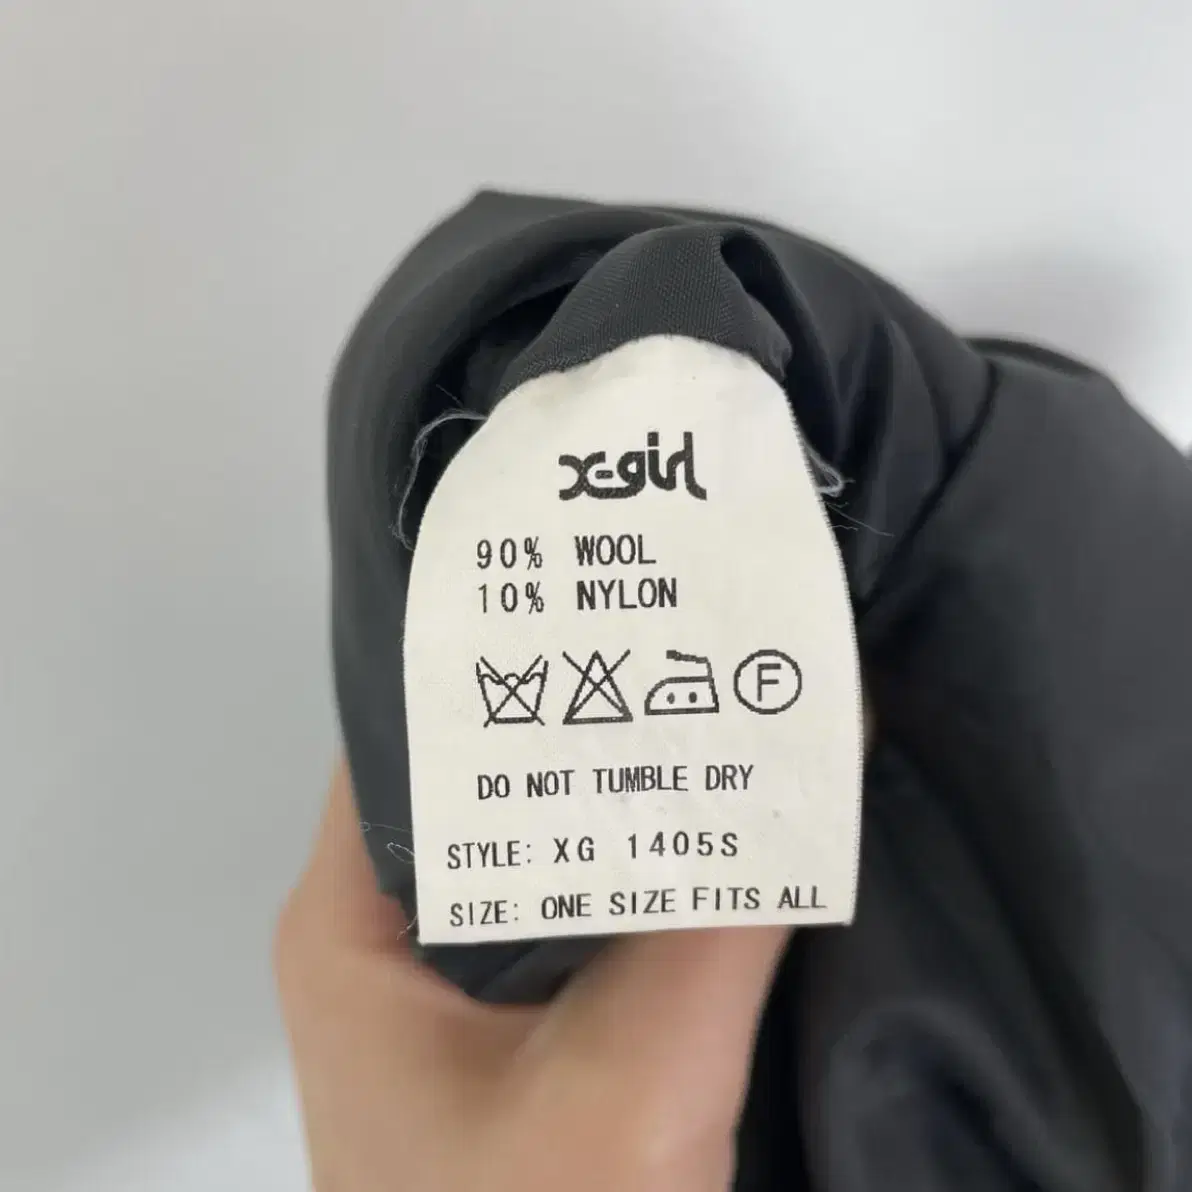 x-girl
90% WOOL
10% NYLON
F
DO NOT TUMBLE DRY
STYLE: XG 1405S
SIZE: ONE SIZE FITS ALL